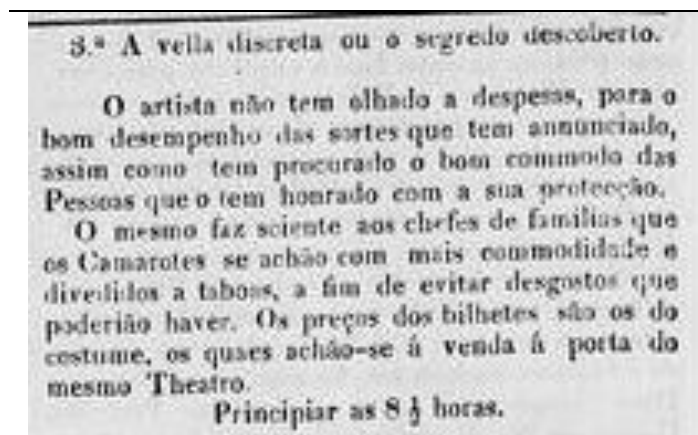 3.ª A vella discreta ou o segredo descoberto.
O artista não tem olhado a despesas, para o
bom desempenho das sortes que tem annunciado,
assim como tem procurado o bom commodo das
Pessoas que o tem honrado com a sua protecção.
O mesmo faz sciente aos chefes de familias que
os Camarotes se achão com mais commodidade e
divedidos a taboas, a fim de evitar desgostos que
poderião haver. Os preços dos bilhetes são os do
costume, os quaes achão-se á venda á porta do
mesmo Theatro.
Principiar as 8 ½ horas.